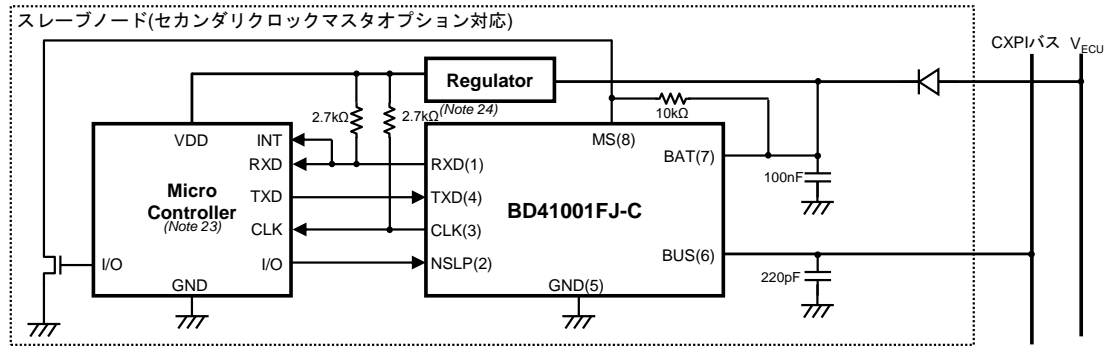 スレーブノード(セカンダリクロックマスタオプション対応)
CXPIバス VECU
Regulator
(Note 24)
2.7kΩ 2.7kΩ 10kΩ
VDD INT MS(8)
RXD RXD(1) BAT(7)
100nF
Micro
Controller
(Note 23)
TXD TXD(4) BD41001FJ-C
CLK CLK(3)
BUS(6)
I/O I/O NSLP(2)
220pF
GND GND(5)